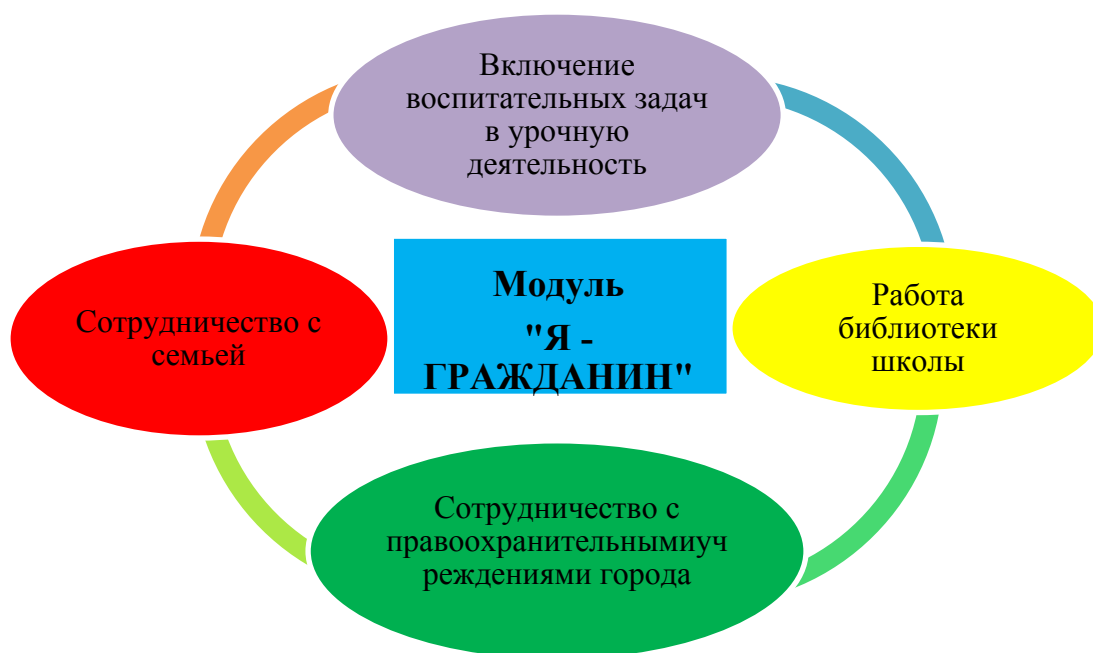 Включение
воспитательных задач
в урочную
деятельность
Модуль
"Я -
ГРАЖДАНИН"
Работа
библиотеки
школы
Сотрудничество с
семьей
Сотрудничество с
правоохранительнымиуч
реждениями города